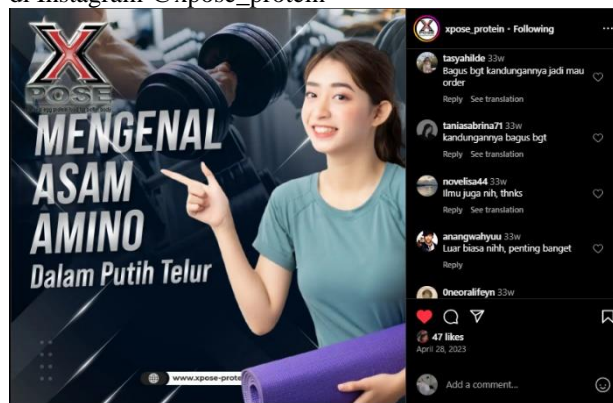 di Instagram @xpose_protein
X
POSE
MENGENAL
ASAM
AMINO
Dalam Putih Telur
www.xpose-prote
xpose_protein • Following
tasyahilde 33w
Bagus bgt kandungannya jadi mau
order
Reply See translation
taniasabrina71 33w
kandungannya bagus bgt
Reply See translation
novelisa44 33w
Ilmu juga nih, thnks
Reply See translation
anangwahyuu 33w
Luar biasa nihh, penting banget
Reply
0neoralifeyn 33w
47 likes
April 28, 2023
Add a comment...